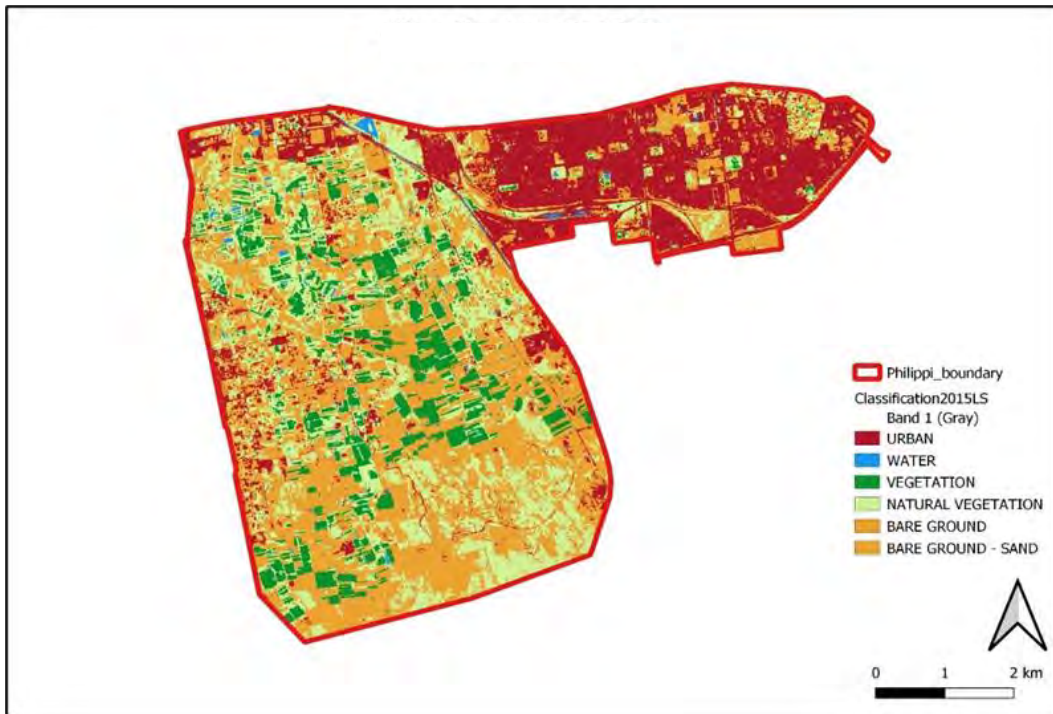 Philippi_boundary
Classification2015LS
Band 1 (Gray)
URBAN
WATER
VEGETATION
NATURAL VEGETATION
BARE GROUND
BARE GROUND - SAND
0 1 2 km